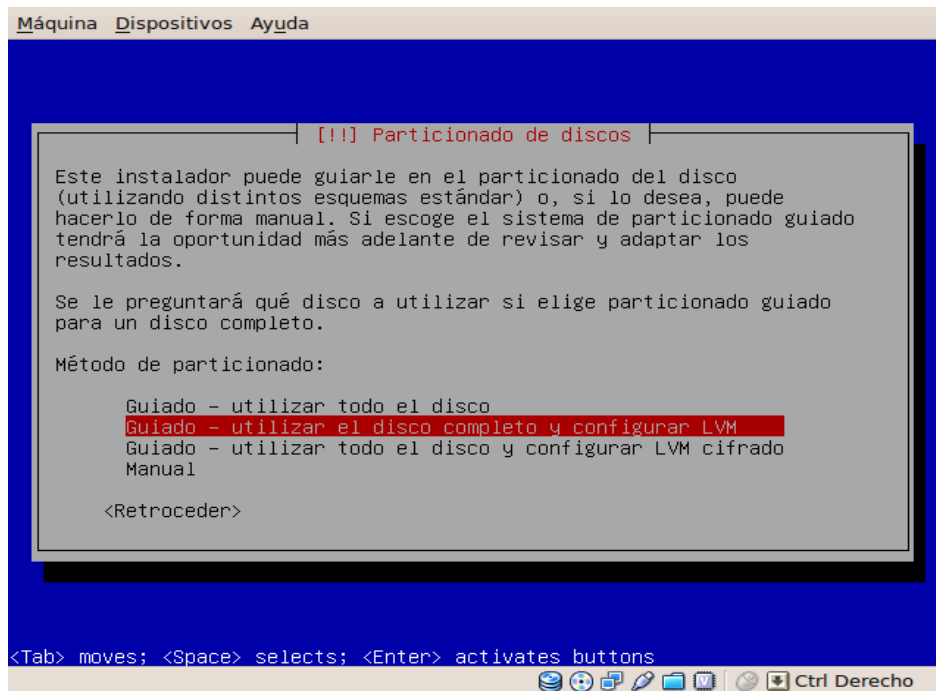 Máquina Dispositivos Ayuda
[!!] Particionado de discos
Este instalador puede guiarle en el particionado del disco
(utilizando distintos esquemas estándar) o, si lo desea, puede
hacerlo de forma manual. Si escoge el sistema de particionado guiado
tendrá la oportunidad más adelante de revisar y adaptar los
resultados.
Se le preguntará qué disco a utilizar si elige particionado guiado
para un disco completo.
Método de particionado:
Guiado - utilizar todo el disco
Guiado - utilizar el disco completo y configurar LVM
Guiado - utilizar todo el disco y configurar LVM cifrado
Manual
<Retroceder>
<Tab> moves; <Space> selects; <Enter> activates buttons
Ctrl Derecho